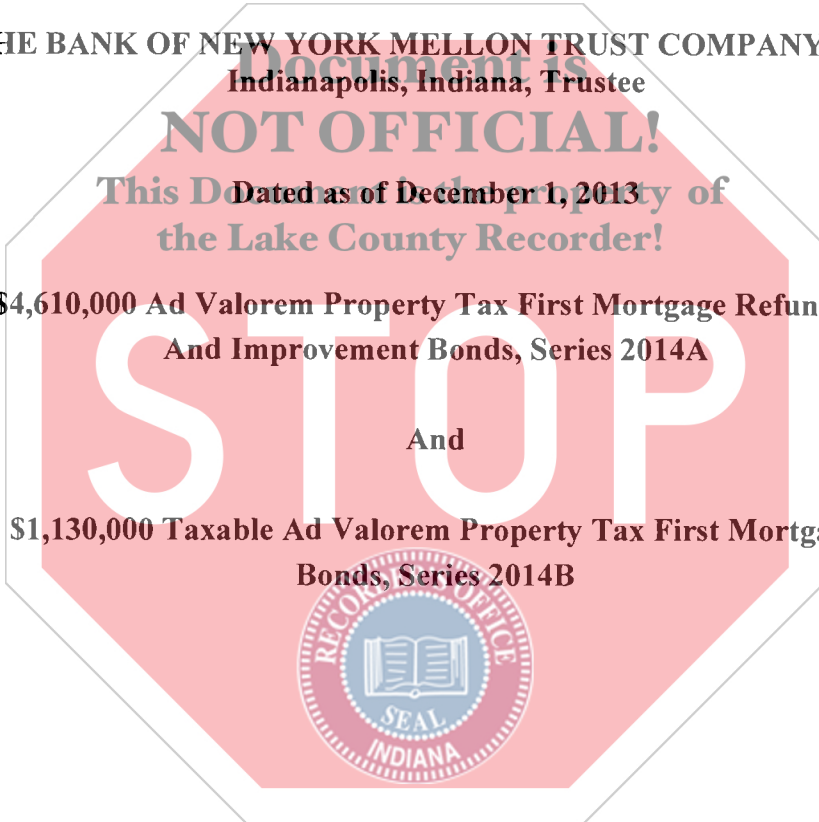 HE BANK OF NEW YORK MELLON TRUST COMPANY
Document is
Indianapolis, Indiana, Trustee
NOT OFFICIAL!
This Document is the property of
Dated as of December 1, 2013
the Lake County Recorder!
$4,610,000 Ad Valorem Property Tax First Mortgage Refun
And Improvement Bonds, Series 2014A
STOP
And
$1,130,000 Taxable Ad Valorem Property Tax First Mortga
Bonds, Series 2014B
RECORDER'S OFFICE
SEAL
INDIANA